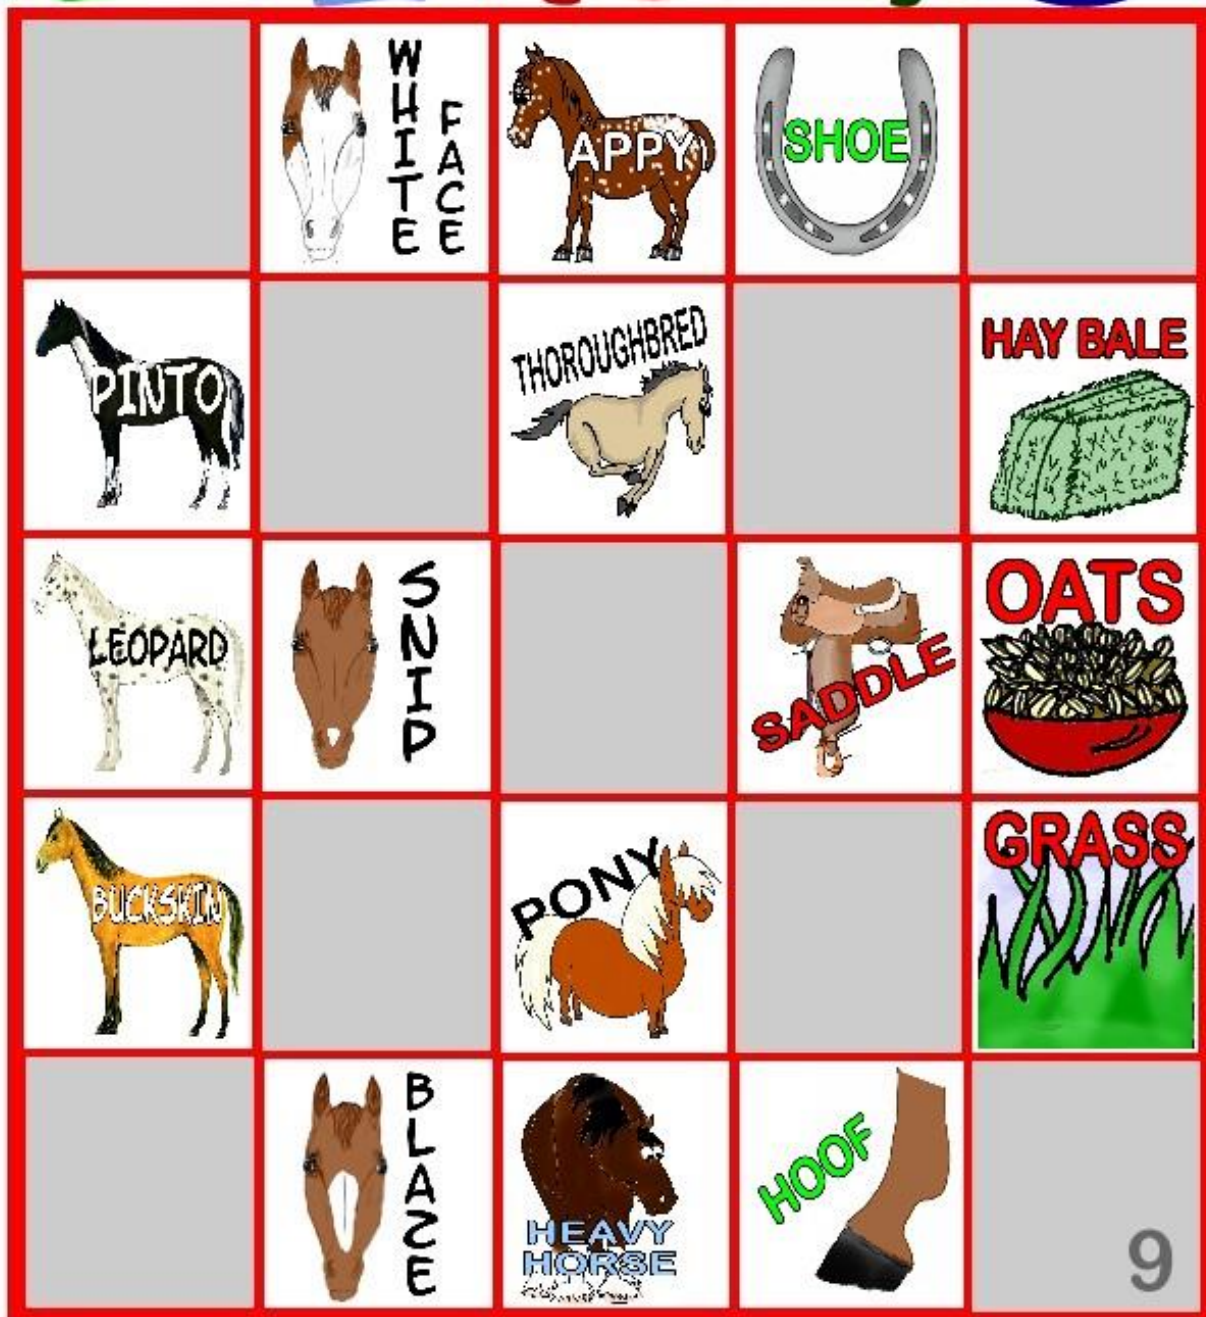 WHITE
FACE
APPY
SHOE
PINTO
THOROUGHBRED
HAY BALE
LEOPARD
SNIP
SADDLE
OATS
BUCKSKIN
PONY
GRASS
BLAZE
HEAVY
HORSE
HOOF
9